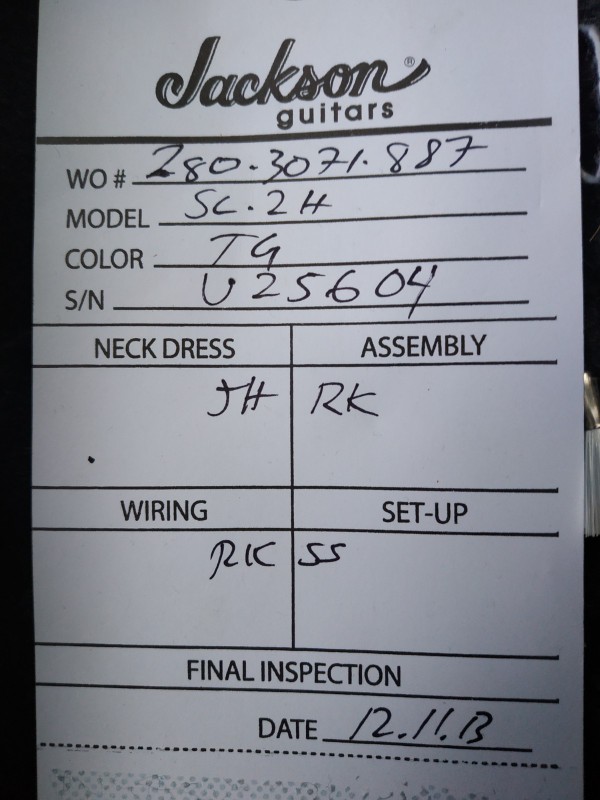 Jackson®
guitars
WO # 280.3071.887
MODEL SC.2H
COLOR TG
S/N U25604
NECK DRESS ASSEMBLY
JH RK
WIRING SET-UP
RK SS
FINAL INSPECTION
DATE 12.11.13